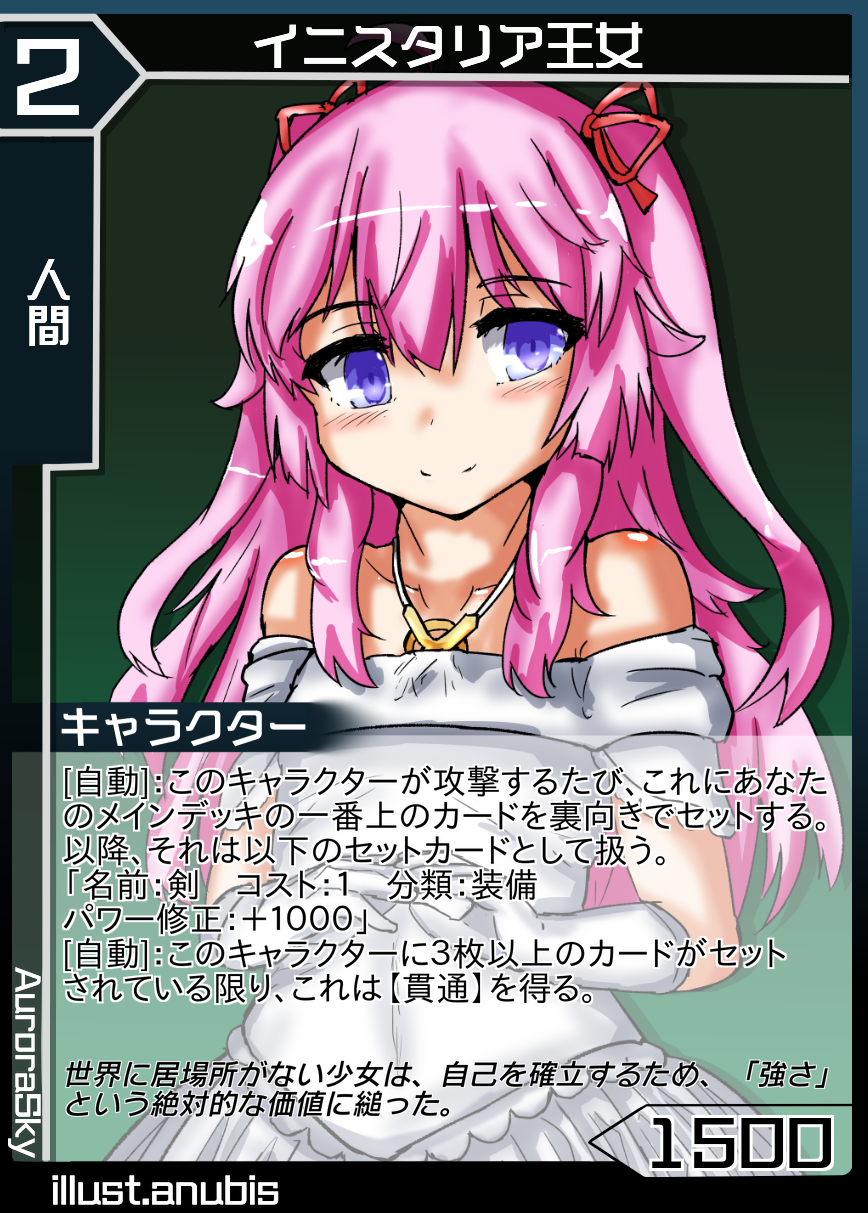 2
イニスタリア王女
人間
キャラクター
[自動]:このキャラクターが攻撃するたび、これにあなた
のメインデッキの一番上のカードを裏向きでセットする。
以降、それは以下のセットカードとして扱う。
「名前:剣　コスト:1　分類:装備
パワー修正:＋1000」
[自動]:このキャラクターに3枚以上のカードがセット
されている限り、これは【貫通】を得る。
世界に居場所がない少女は、自己を確立するため、「強さ」
という絶対的な価値に縋った。
1500
AuroraSky
illust.anubis